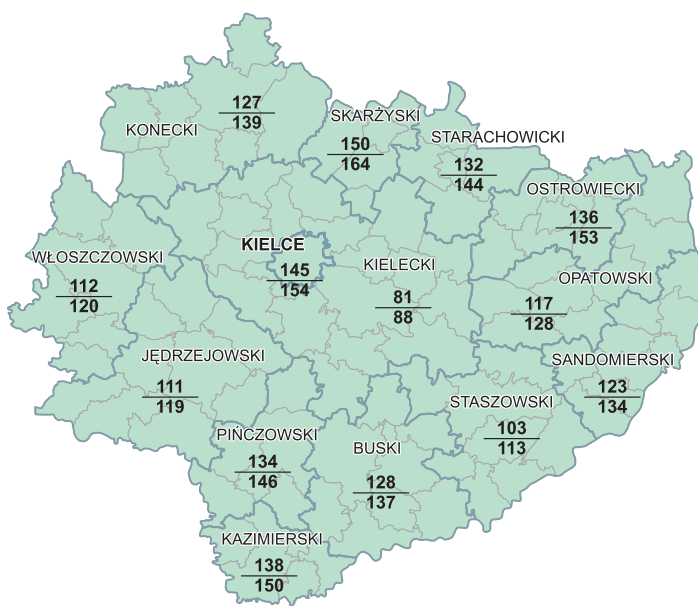 KONECKI
127
139
SKARŻYSKI
150
164
STARACHOWICKI
132
144
OSTROWIECKI
136
153
WŁOSZCZOWSKI
112
120
KIELCE
145
154
KIELECKI
81
88
OPATOWSKI
117
128
JĘDRZEJOWSKI
111
119
SANDOMIERSKI
123
134
STASZOWSKI
103
113
PIŃCZOWSKI
134
146
BUSKI
128
137
KAZIMIERSKI
138
150